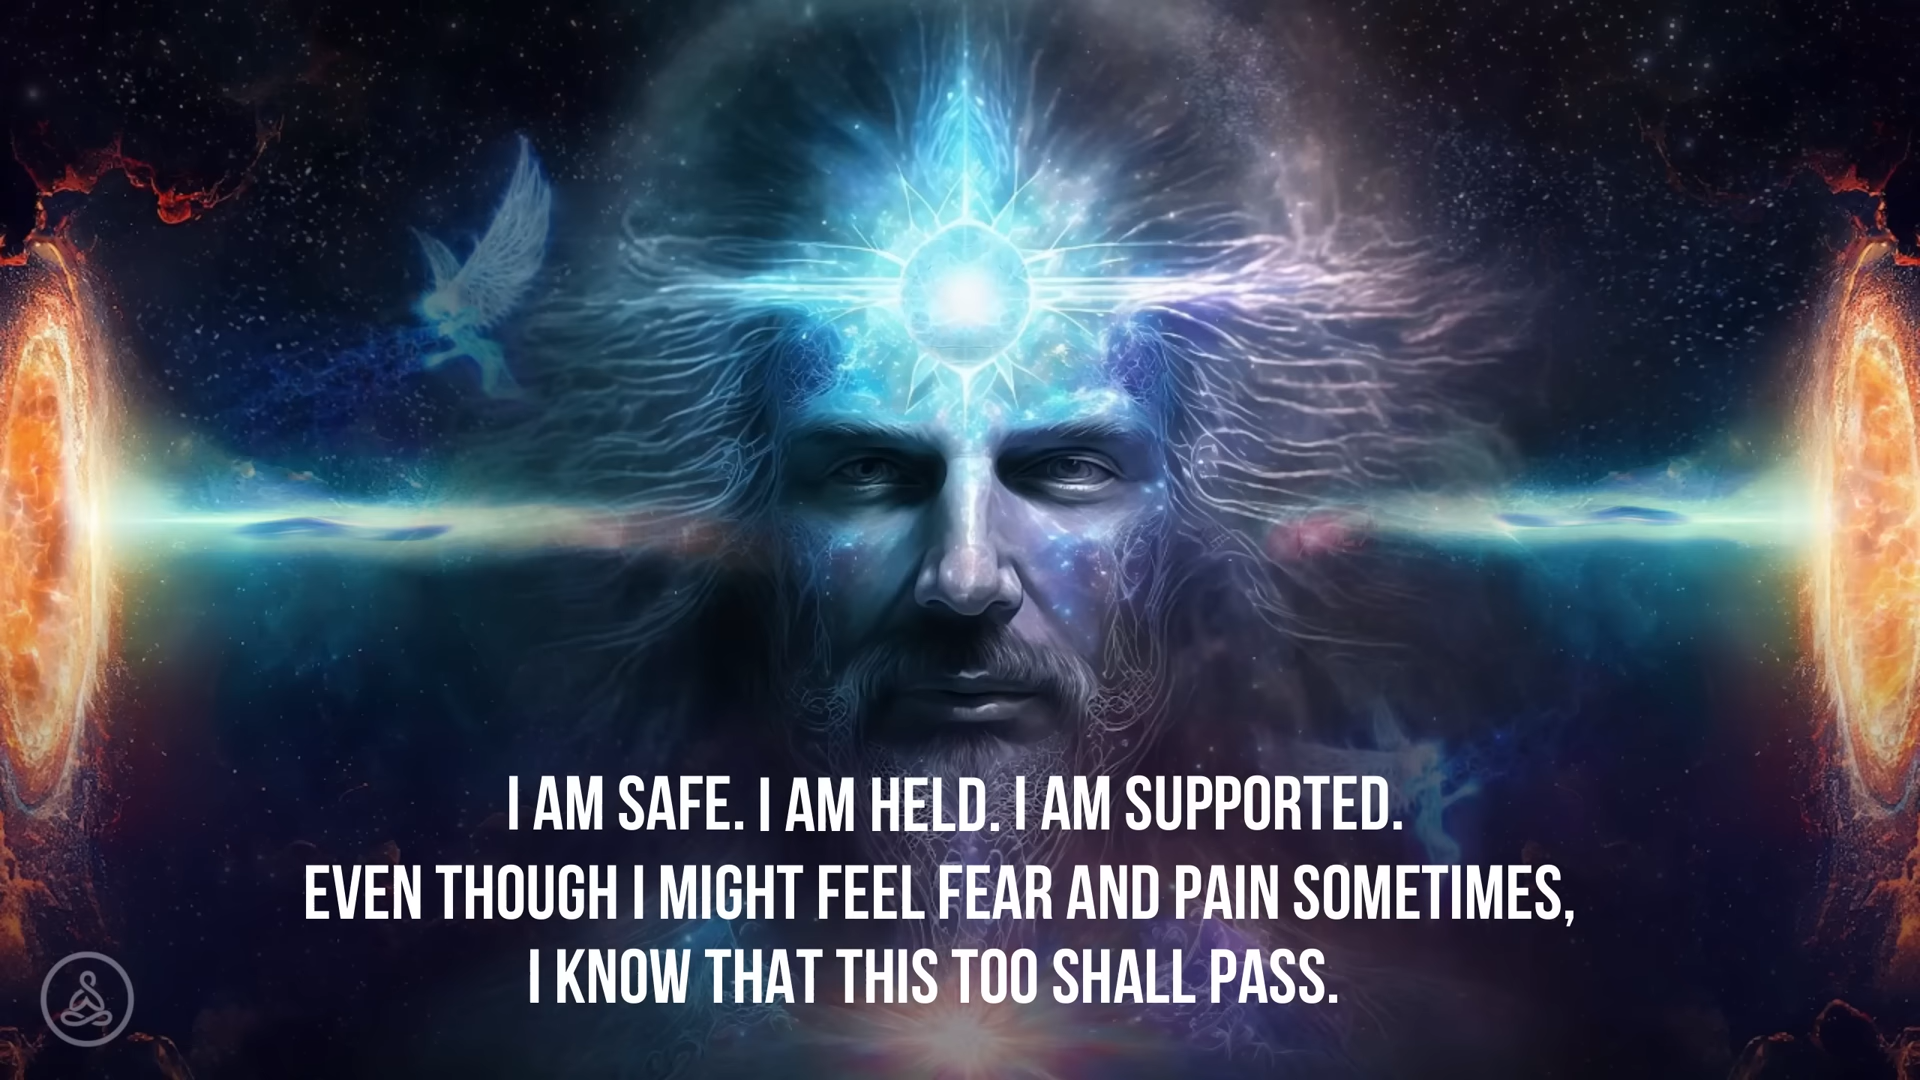 I AM SAFE. I AM HELD. I AM SUPPORTED.
EVEN THOUGH I MIGHT FEEL FEAR AND PAIN SOMETIMES,
I KNOW THAT THIS TOO SHALL PASS.